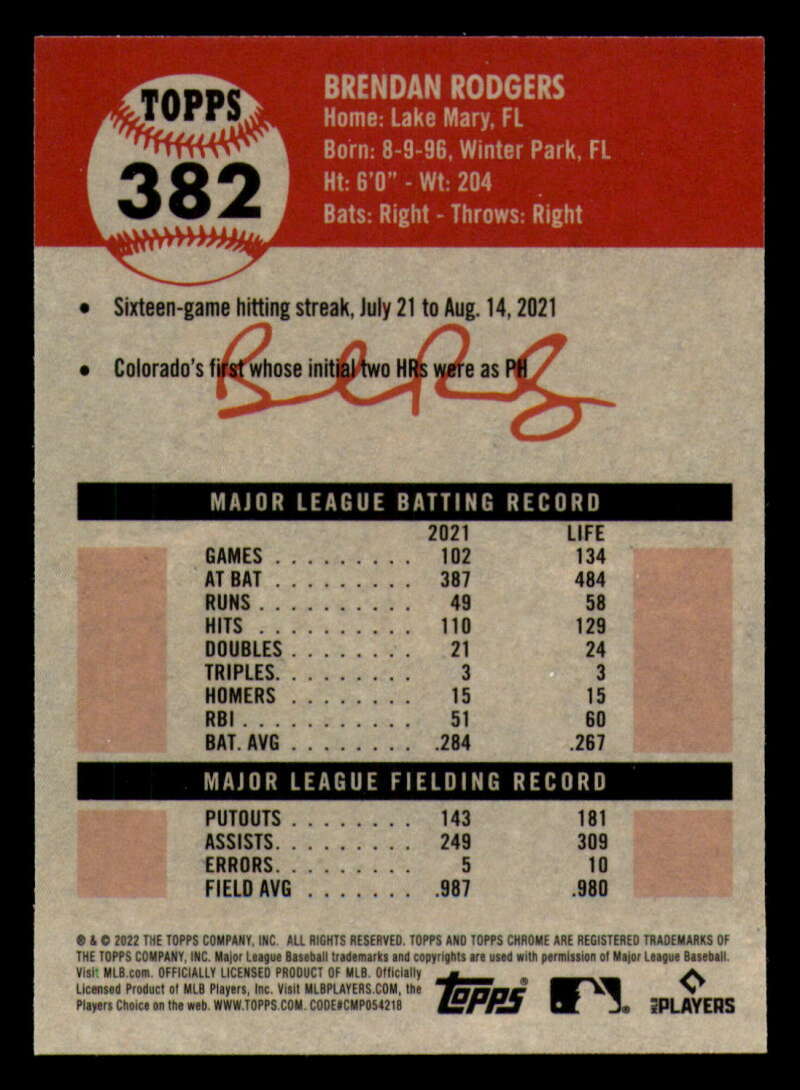 TOPPS
382
BRENDAN RODGERS
Home: Lake Mary, FL
Born: 8-9-96, Winter Park, FL
Ht: 6'0" - Wt: 204
Bats: Right - Throws: Right
• Sixteen-game hitting streak, July 21 to Aug. 14, 2021
• Colorado's first whose initial two HRs were as PH
MAJOR LEAGUE BATTING RECORD
2021 LIFE
GAMES . . . . . . . . . 102 134
AT BAT . . . . . . . . . 387 484
RUNS . . . . . . . . . . 49 58
HITS . . . . . . . . . . 110 129
DOUBLES . . . . . . . . 21 24
TRIPLES. . . . . . . . . 3 3
HOMERS . . . . . . . . 15 15
RBI . . . . . . . . . . . 51 60
BAT. AVG . . . . . . . . .284 .267
MAJOR LEAGUE FIELDING RECORD
PUTOUTS . . . . . . . . 143 181
ASSISTS. . . . . . . . . 249 309
ERRORS. . . . . . . . . 5 10
FIELD AVG . . . . . . . .987 .980
® & © 2022 THE TOPPS COMPANY, INC. ALL RIGHTS RESERVED. TOPPS AND TOPPS CHROME ARE REGISTERED TRADEMARKS OF
THE TOPPS COMPANY, INC. Major League Baseball trademarks and copyrights are used with permission of Major League Baseball.
Visit MLB.com. OFFICIALLY LICENSED PRODUCT OF MLB. Officially
Licensed Product of MLB Players, Inc. Visit MLBPLAYERS.COM, the
Players Choice on the web. WWW.TOPPS.COM. CODE#CMP054218
Topps®
MLB PLAYERS